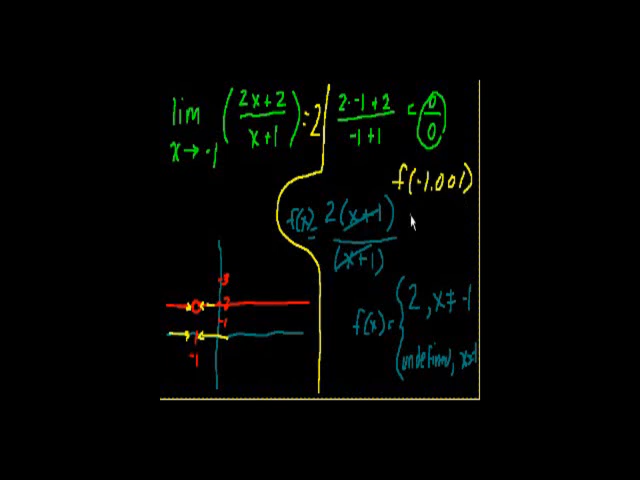 lim x→-1 (2x+2 / x+1) = 2
2·-1+2 / -1+1 = 0/0
f(-1.001)
f(x) = 2(x+1) / (x+1)
f(x) = { 2, x≠-1
undefined, x=-1
-3
-2
-1
-1